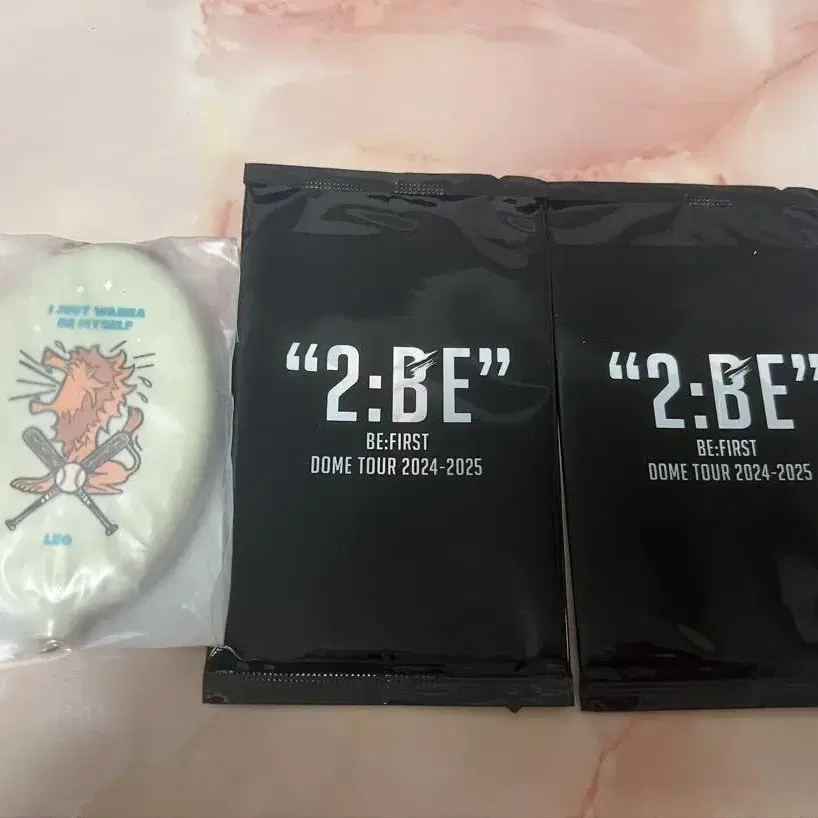 I JUST WANNA
BE MYSELF
LEO
“2:BE”
BE:FIRST
DOME TOUR 2024-2025
“2:BE”
BE:FIRST
DOME TOUR 2024-2025